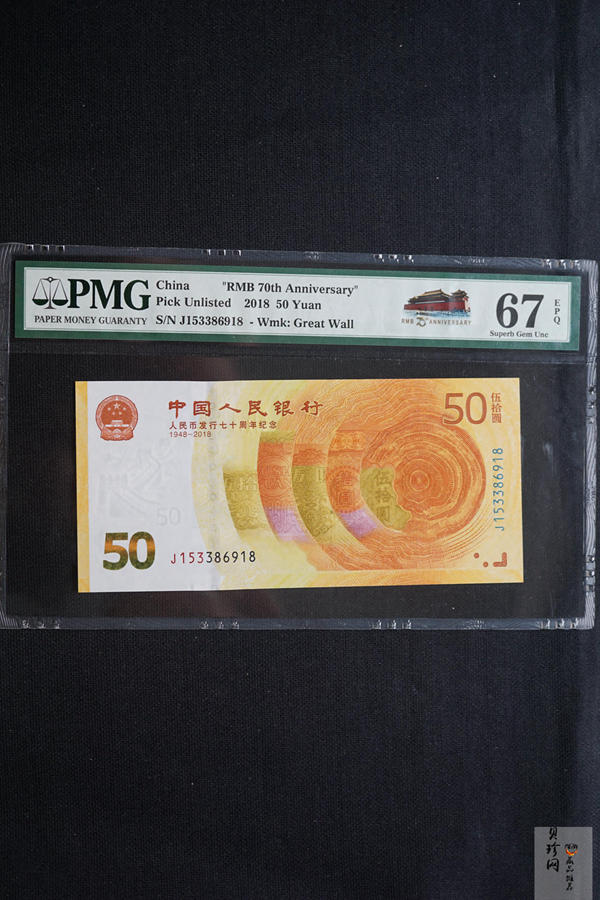 PMG
PAPER MONEY GUARANTY
China "RMB 70th Anniversary"
Pick Unlisted 2018 50 Yuan
S/N J153386918 - Wmk: Great Wall
RMB 70th ANNIVERSARY
67 EPQ
Superb Gem Unc
中国人民银行
人民币发行七十周年纪念
1948-2018
50
伍拾圆
J153386918
伍拾圆
50
50
J153386918
贝珍网